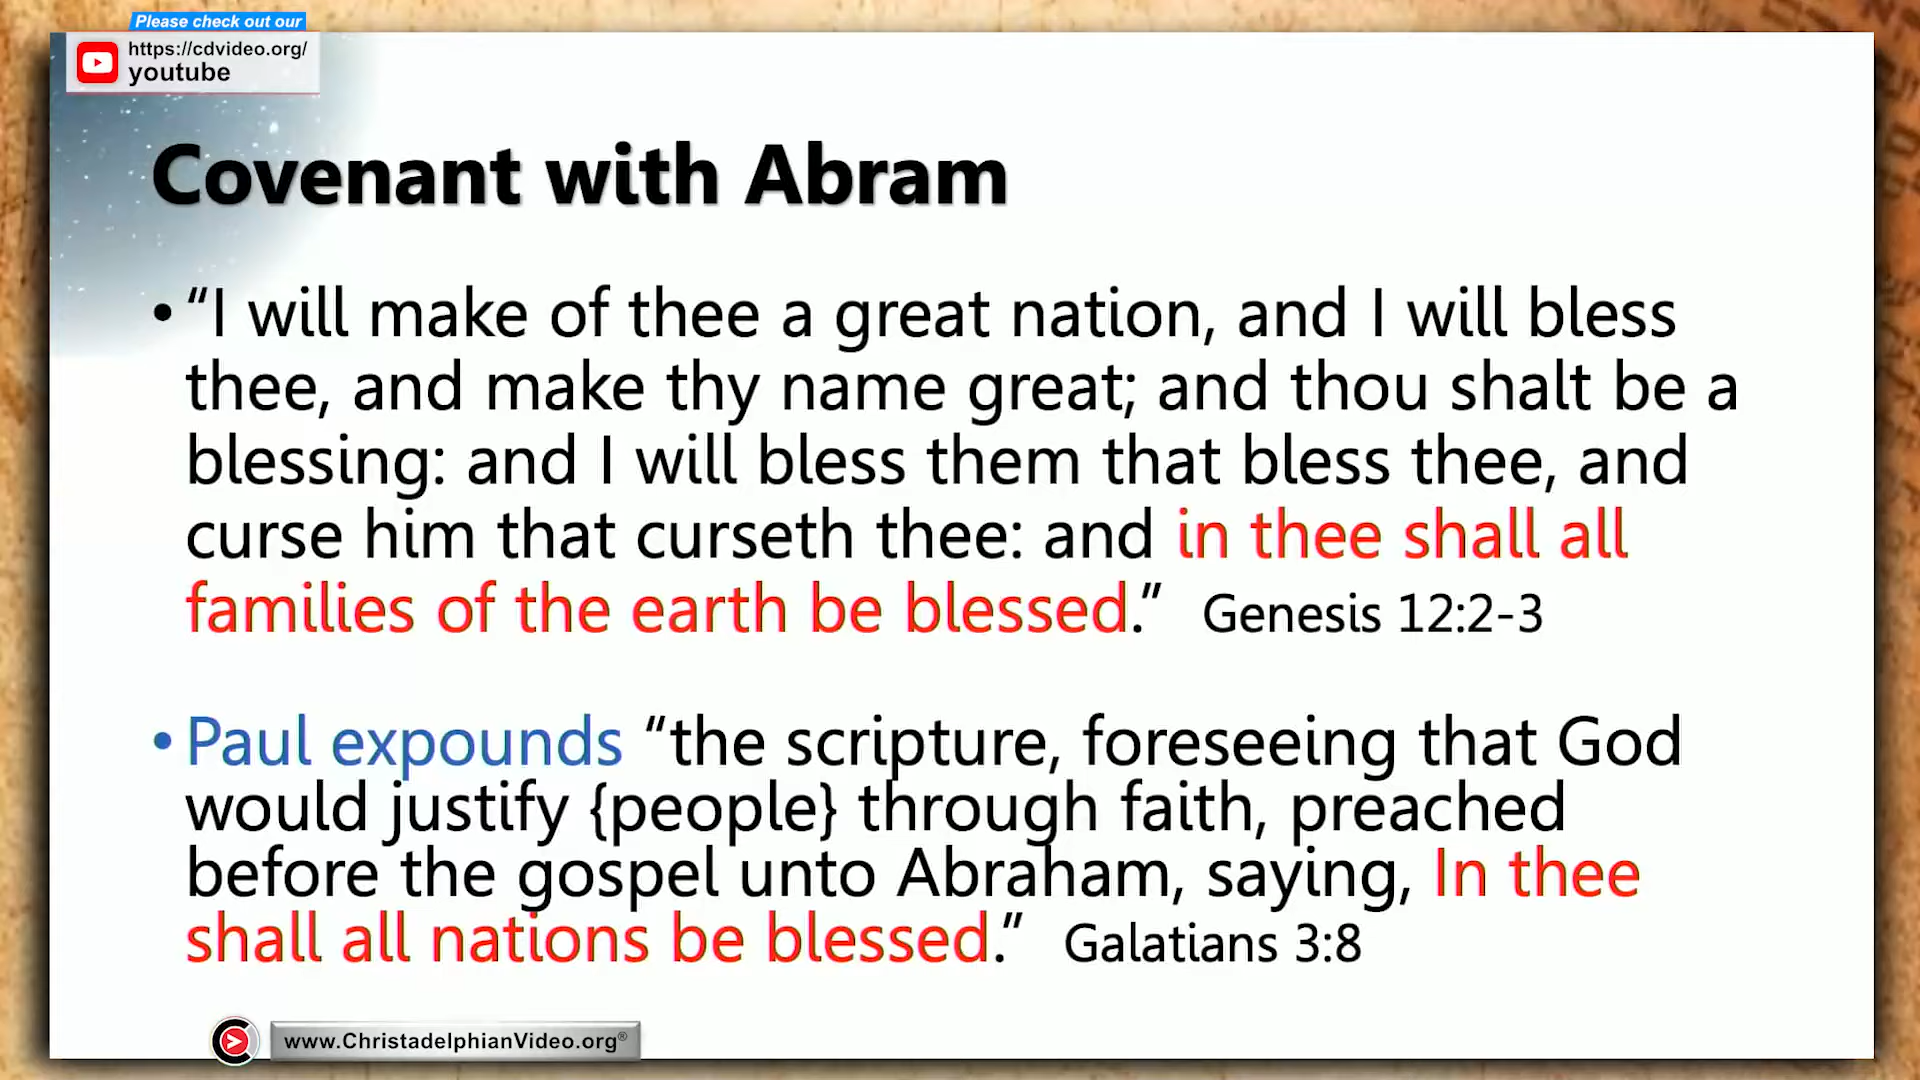 Please check out our
https://cdvideo.org/
youtube
Covenant with Abram
• “I will make of thee a great nation, and I will bless
thee, and make thy name great; and thou shalt be a
blessing: and I will bless them that bless thee, and
curse him that curseth thee: and in thee shall all
families of the earth be blessed.” Genesis 12:2-3
• Paul expounds “the scripture, foreseeing that God
would justify {people} through faith, preached
before the gospel unto Abraham, saying, In thee
shall all nations be blessed.” Galatians 3:8
www.ChristadelphianVideo.org®